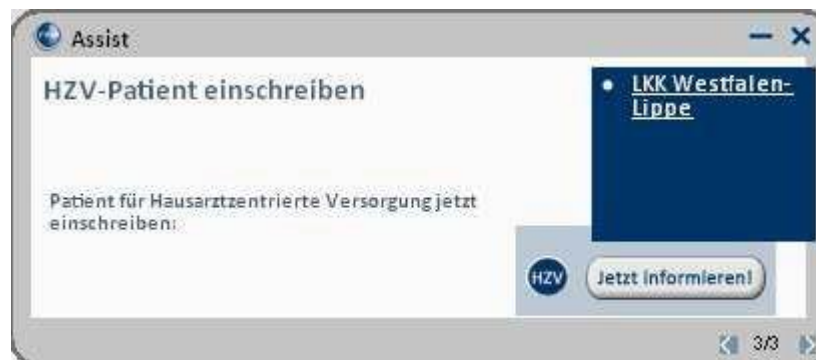 Assist
HZV-Patient einschreiben
• LKK Westfalen-
Lippe
Patient für Hausarztzentrierte Versorgung jetzt
einschreiben:
HZV
Jetzt informieren!
3/3